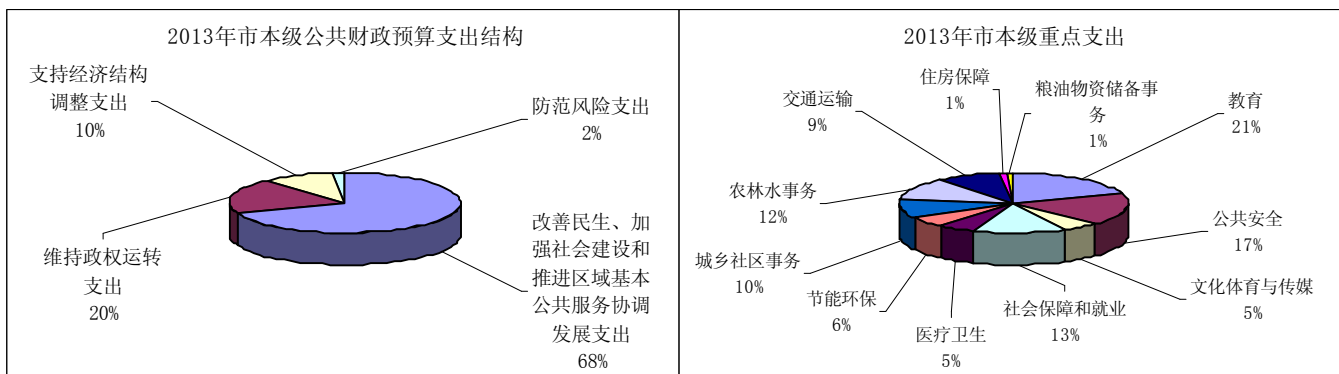 2013年市本级公共财政预算支出结构
支持经济结构
调整支出
10%
防范风险支出
2%
维持政权运转
支出
20%
改善民生、加
强社会建设和
推进区域基本
公共服务协调
发展支出
68%
2013年市本级重点支出
住房保障
1%
粮油物资储备事
务
1%
教育
21%
交通运输
9%
农林水事务
12%
公共安全
17%
城乡社区事务
10%
文化体育与传媒
5%
节能环保
6%
社会保障和就业
13%
医疗卫生
5%